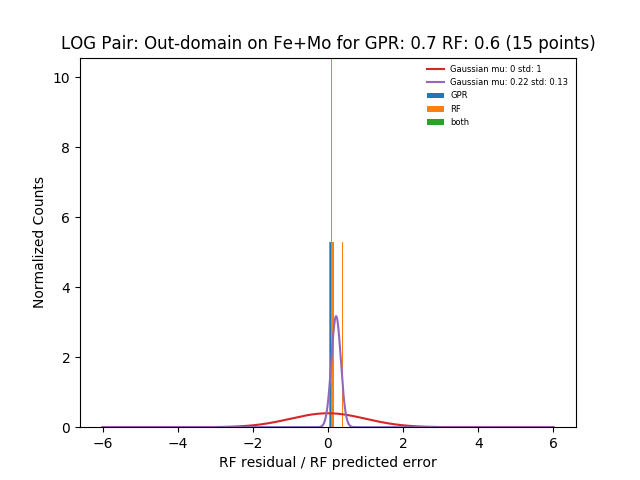 LOG Pair: Out-domain on Fe+Mo for GPR: 0.7 RF: 0.6 (15 points)
Gaussian mu: 0 std: 1
Gaussian mu: 0.22 std: 0.13
GPR
RF
both
Normalized Counts
10
8
6
4
2
0
−6 −4 −2 0 2 4 6
RF residual / RF predicted error